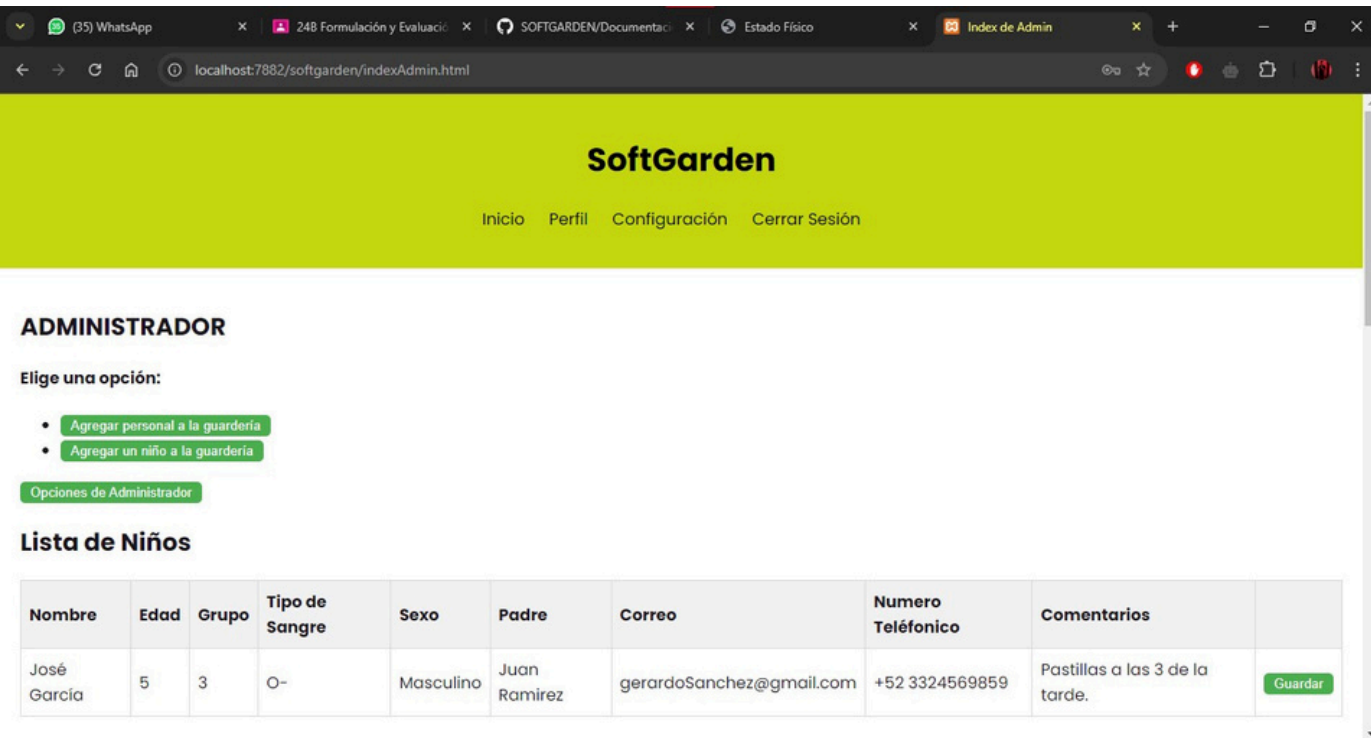 (35) WhatsApp
24B Formulación y Evaluació
SOFTGARDEN/Documentaci
Estado Físico
Index de Admin
localhost:7882/softgarden/indexAdmin.html
SoftGarden
Inicio Perfil Configuración Cerrar Sesión
ADMINISTRADOR
Elige una opción:
Agregar personal a la guardería
Agregar un niño a la guardería
Opciones de Administrador
Lista de Niños
Nombre Edad Grupo Tipo de Sangre Sexo Padre Correo Numero Teléfonico Comentarios
José García 5 3 O- Masculino Juan Ramirez gerardoSanchez@gmail.com +52 3324569859 Pastillas a las 3 de la tarde. Guardar